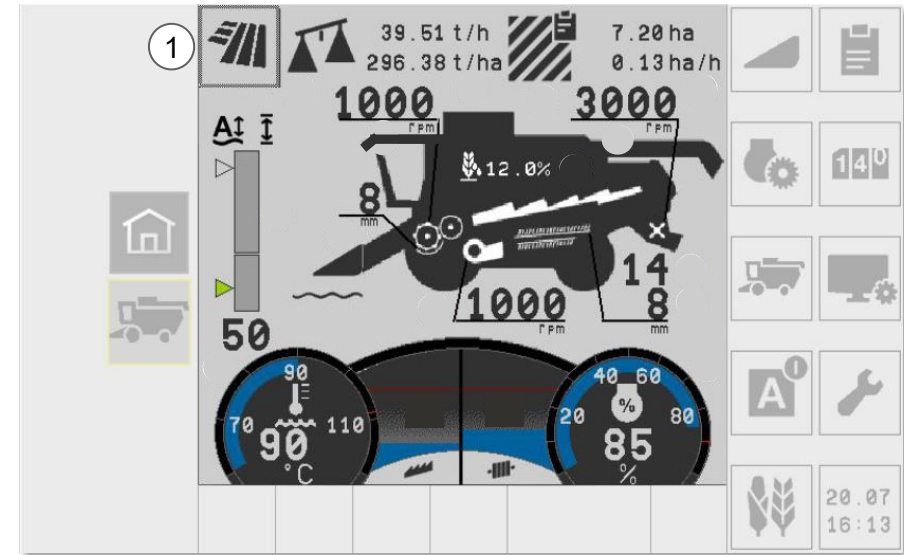 1
39.51 t/h
296.38 t/ha
7.20 ha
0.13 ha/h
1000
rpm
3000
rpm
A
12.0%
140
8
mm
14
8
mm
1000
rpm
50
90
70
110
90
°C
40
60
20
80
%
85
%
A
20.07
16:13